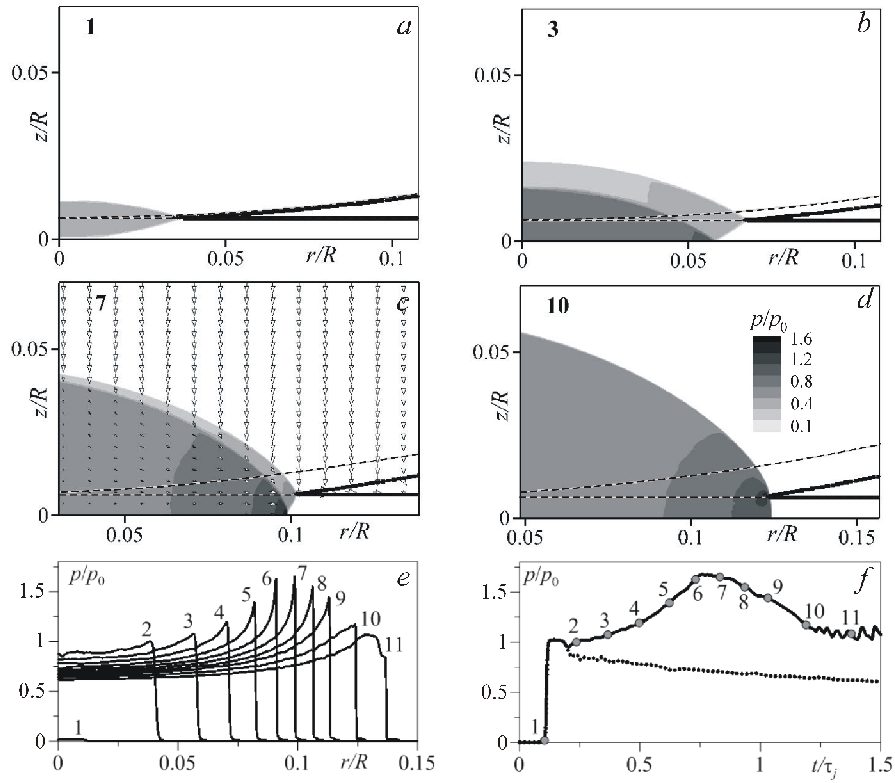 1 a
0.05
z/R
0
0.05 r/R 0.1
3 b
0.05
z/R
0
0.05 r/R 0.1
7 c
0.05
z/R
0
0.05 0.1 r/R
10 d
p/p0
1.6
1.2
0.8
0.4
0.1
0.05
z/R
0
0.05 0.1 r/R 0.15
p/p0 e
1.5
1
0.5
0
1 2 3 4 5 6 7 8 9 10 11
0 0.05 0.1 r/R 0.15
p/p0 f
1.5
1
0.5
0
1 2 3 4 5 6 7 8 9 10 11
0 0.5 1 t/τj 1.5